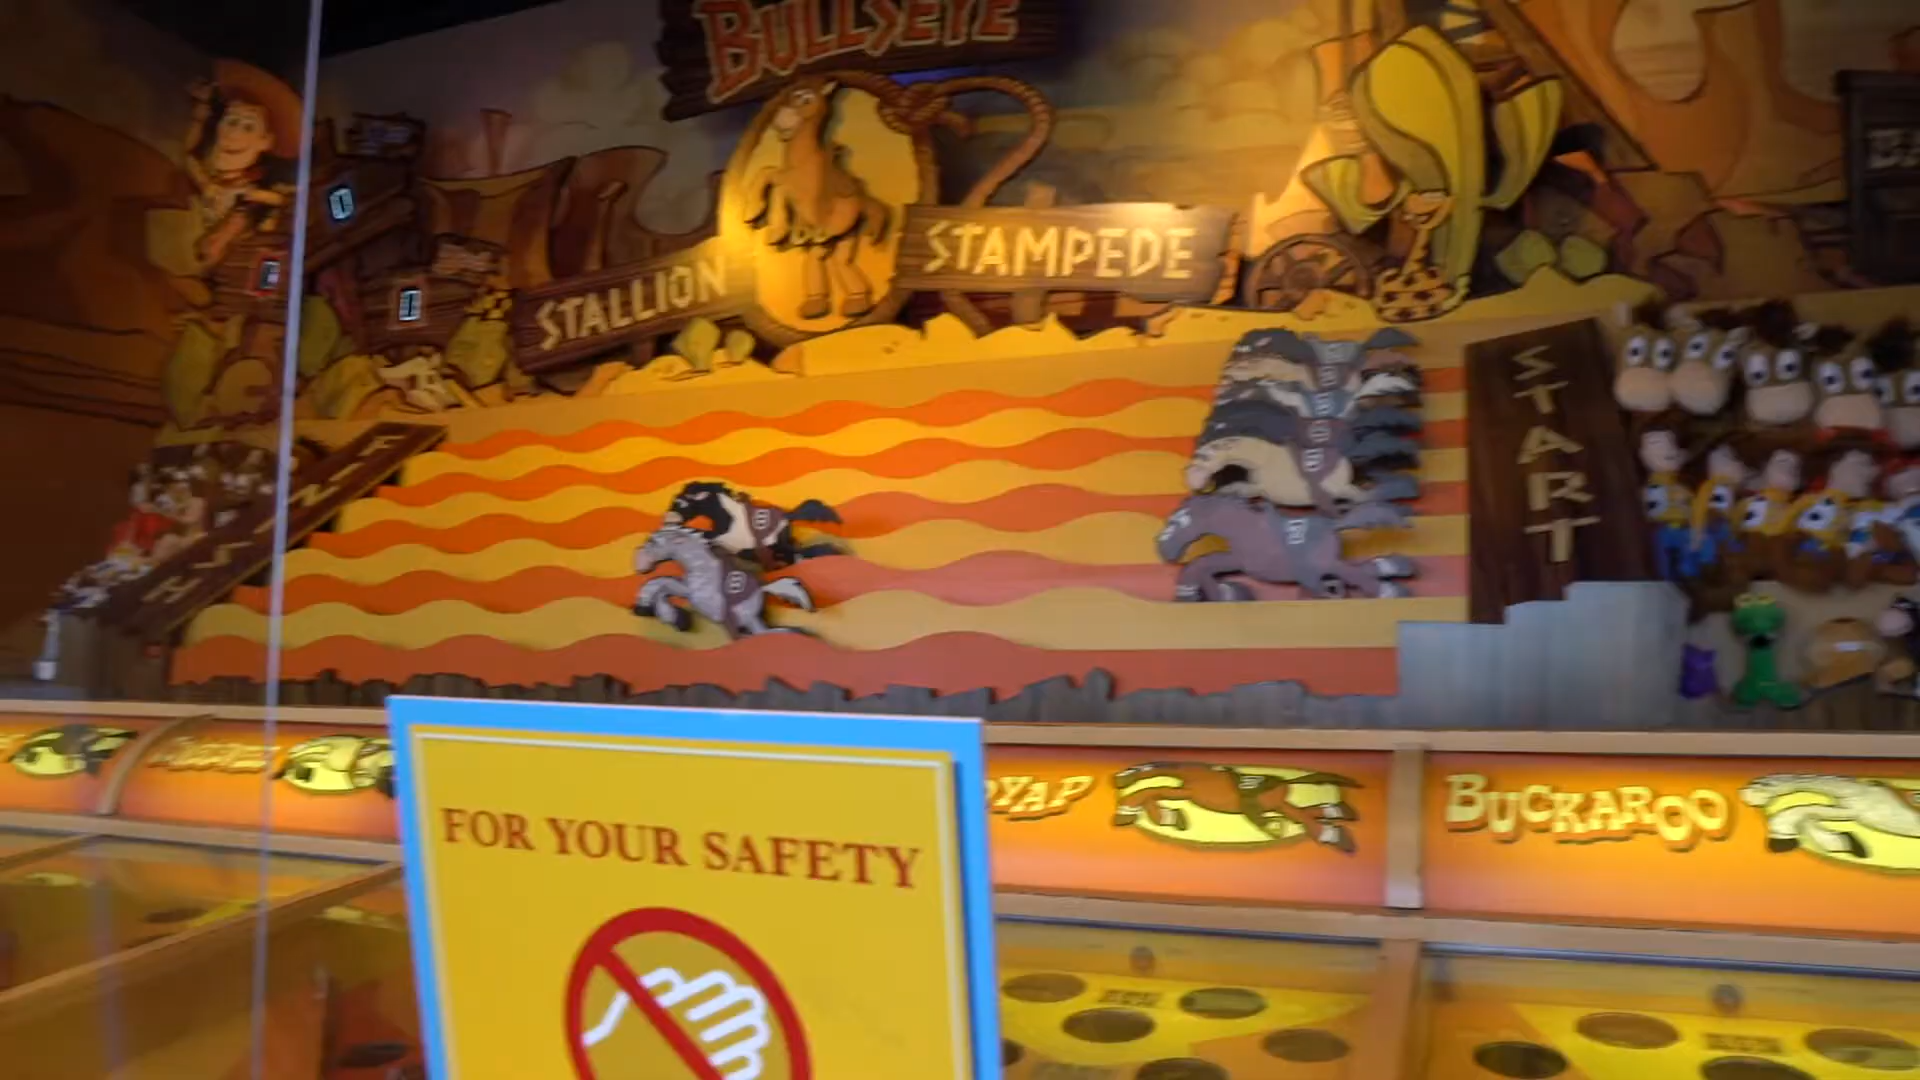 BULLSEYE
STALLION
STAMPEDE
START
FINISH
BUCKAROO
FOR YOUR SAFETY